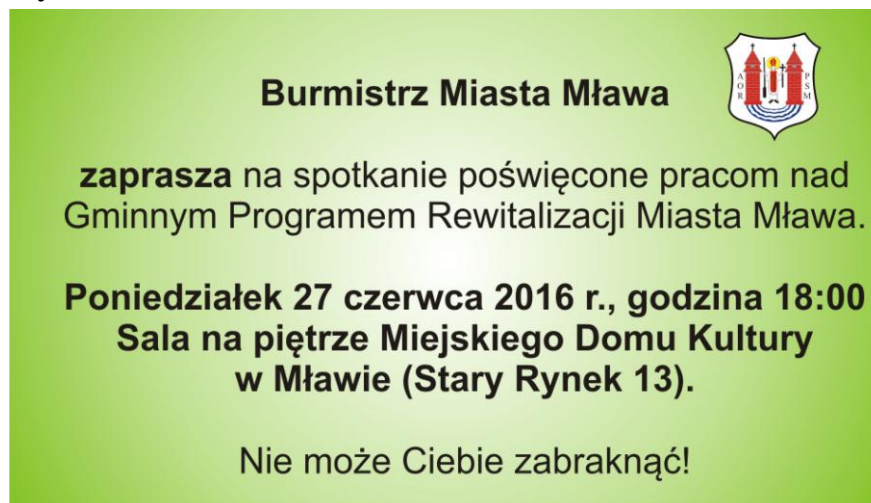 Burmistrz Miasta Mława
A O R
P S M
zaprasza na spotkanie poświęcone pracom nad
Gminnym Programem Rewitalizacji Miasta Mława.
Poniedziałek 27 czerwca 2016 r., godzina 18:00
Sala na piętrze Miejskiego Domu Kultury
w Mławie (Stary Rynek 13).
Nie może Ciebie zabraknąć!